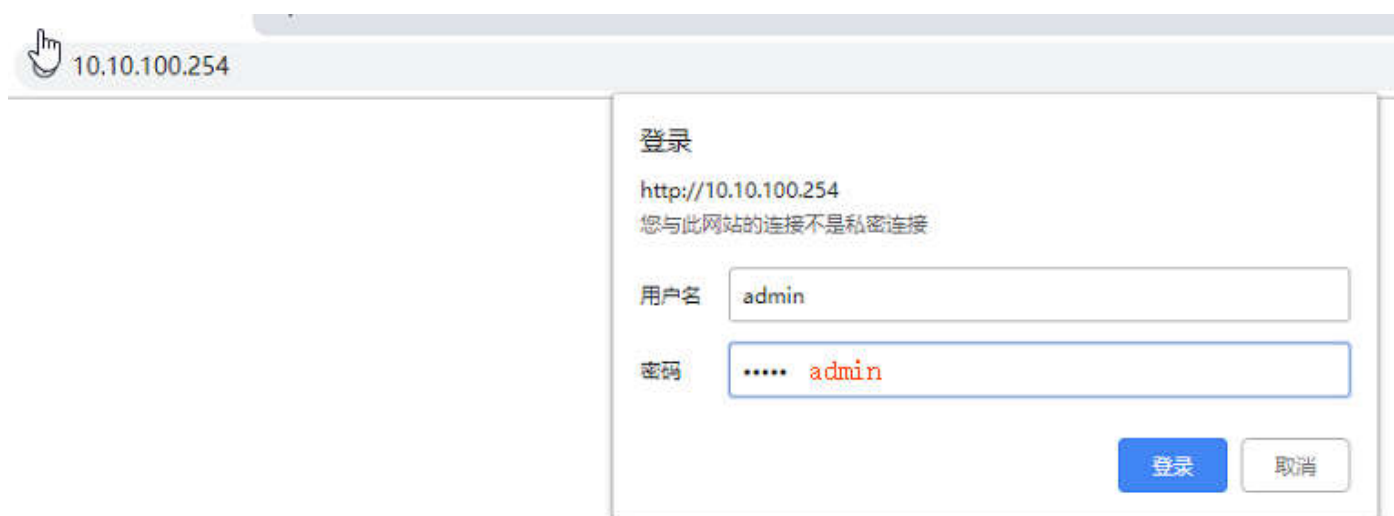 10.10.100.254
登录
http://10.10.100.254
您与此网站的连接不是私密连接
用户名 admin
密码 ••••• admin
登录 取消